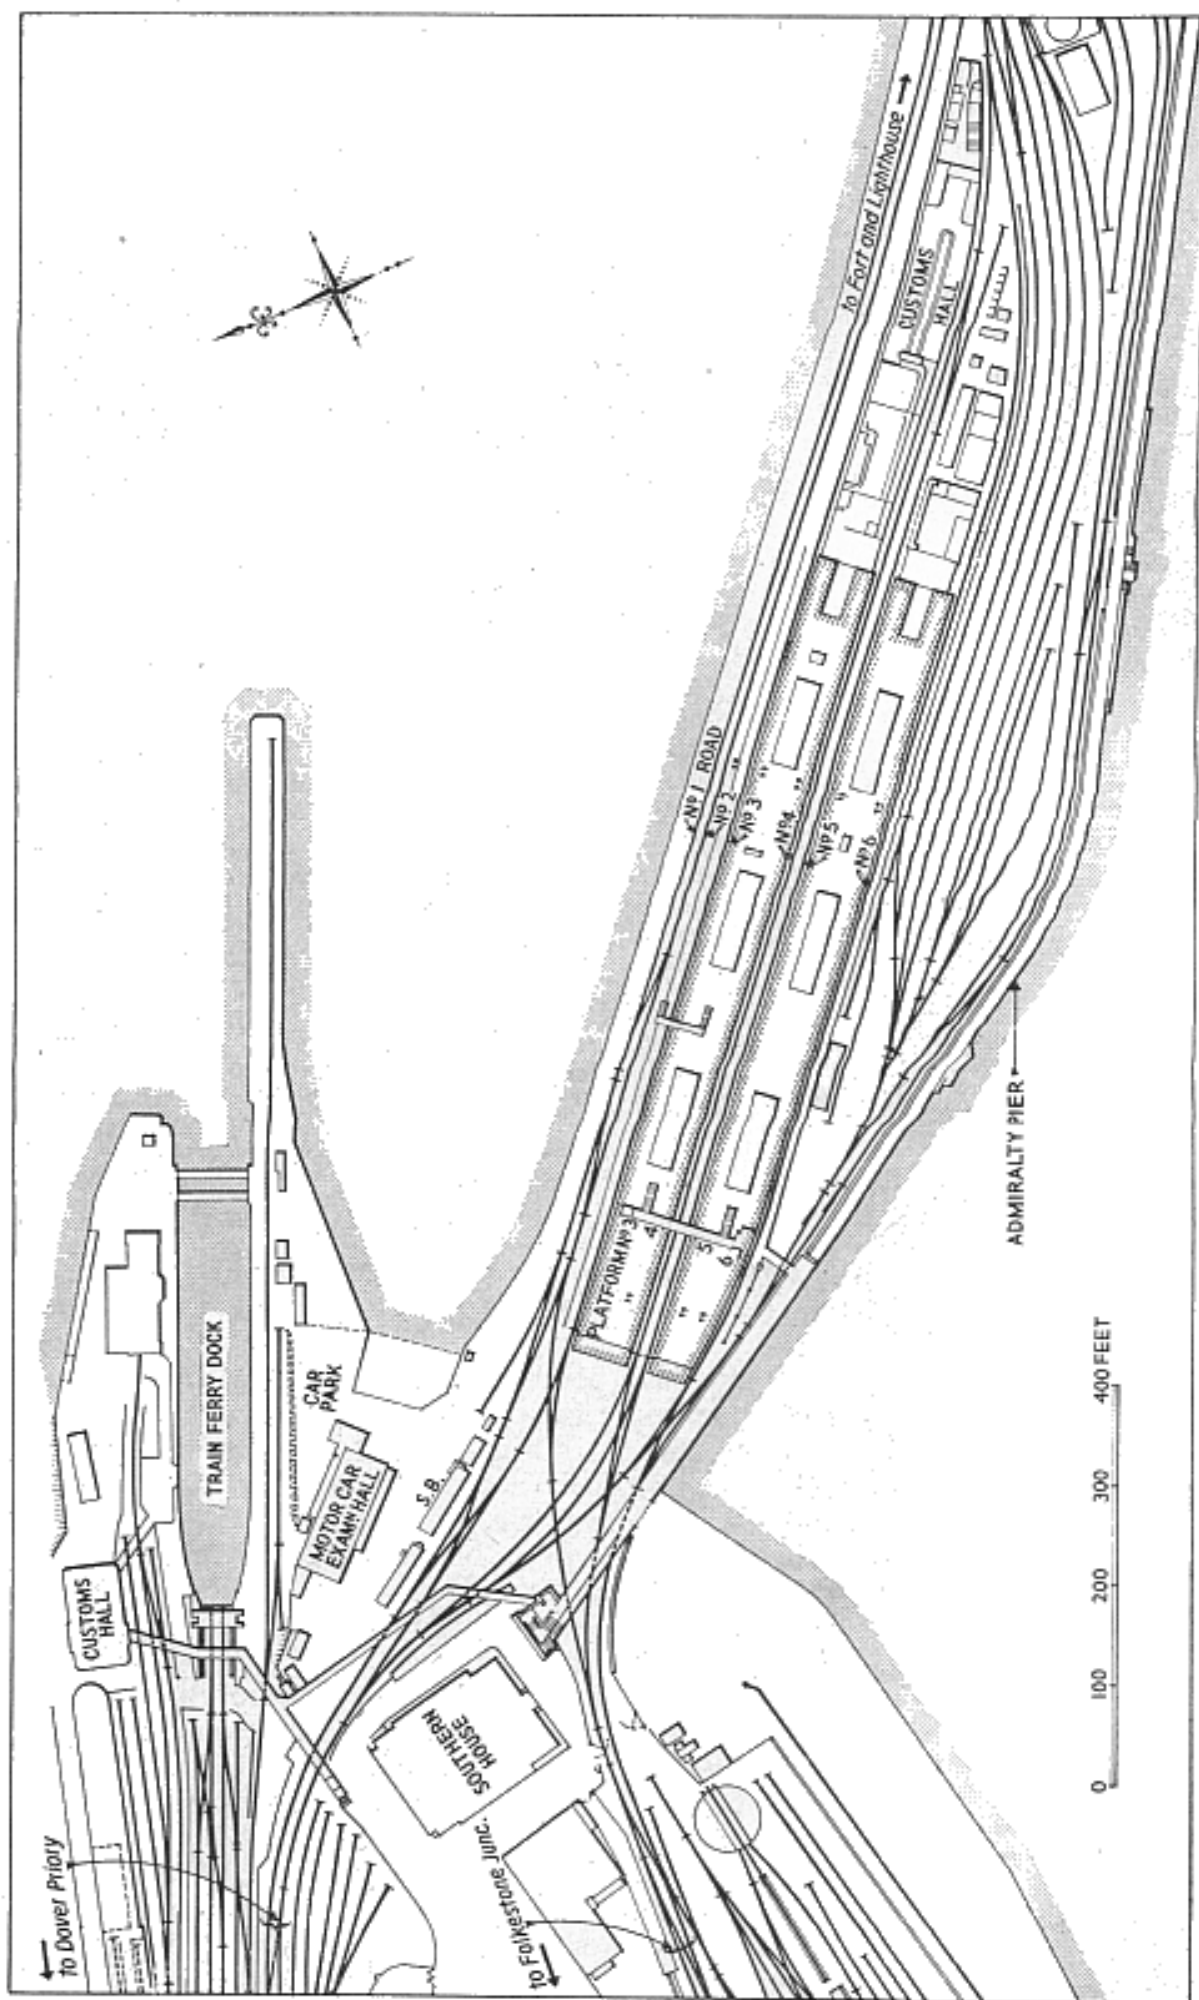 to Fort and Lighthouse
CUSTOMS
HALL
Nº 1 ROAD
Nº 2 "
Nº 3 "
Nº 4 "
Nº 5 "
Nº 6 "
PLATFORM Nº 3
" 4
" 5
" 6
ADMIRALTY PIER
TRAIN FERRY DOCK
CAR
PARK
MOTOR CAR
EXAMN HALL
S.B.
CUSTOMS
HALL
SOUTHERN
HOUSE
to Dover Priory
to Folkestone Junc.
0 100 200 300 400 FEET